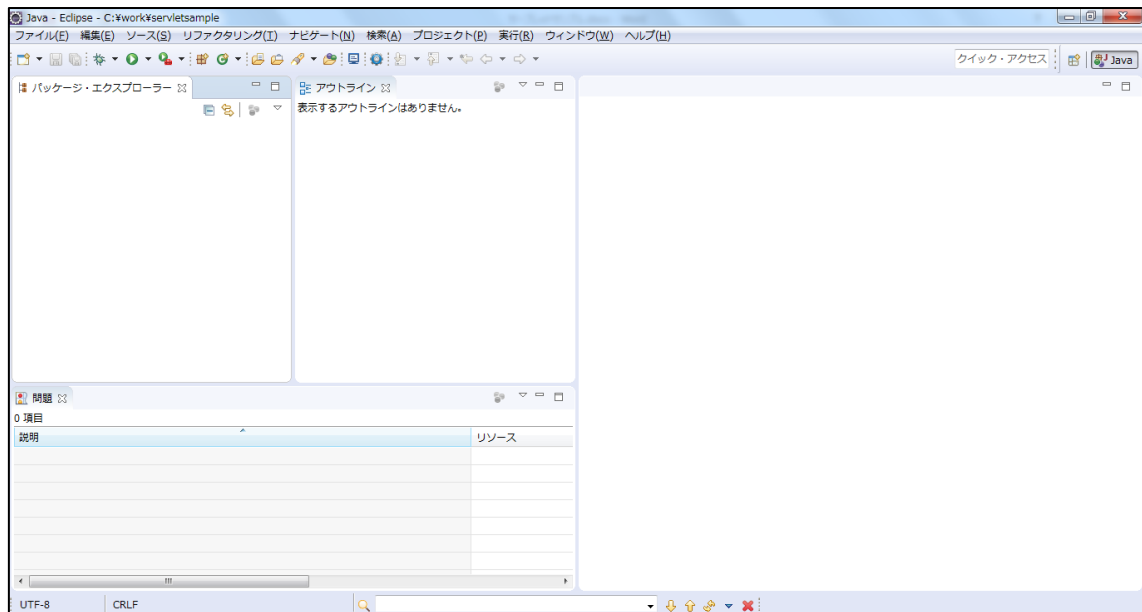 Java - Eclipse - C:¥work¥servletsample
ファイル(F) 編集(E) ソース(S) リファクタリング(T) ナビゲート(N) 検索(A) プロジェクト(P) 実行(R) ウィンドウ(W) ヘルプ(H)
クイック・アクセス Java
パッケージ・エクスプローラー アウトライン
表示するアウトラインはありません。
問題
0 項目
説明 リソース
UTF-8 CRLF